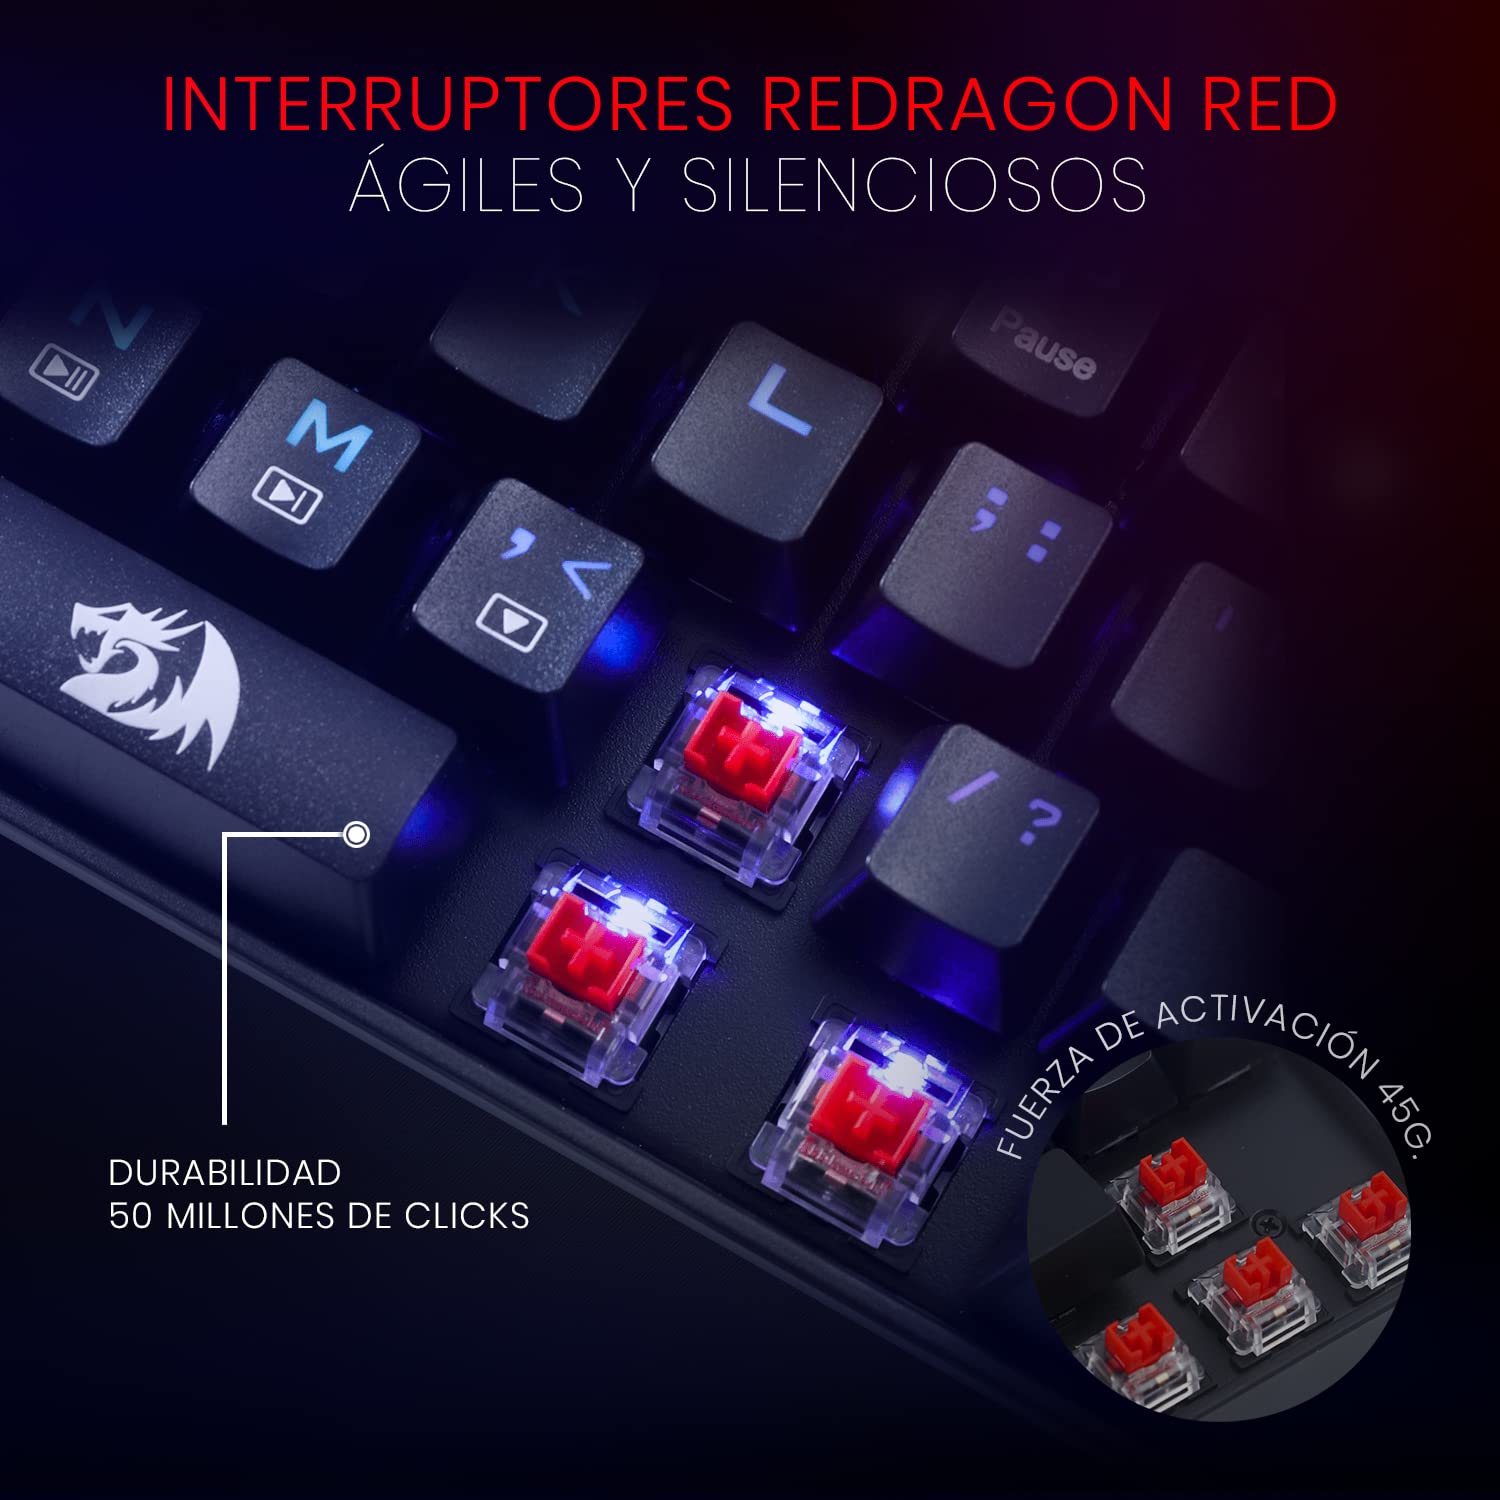 INTERRUPTORES REDRAGON RED
ÁGILES Y SILENCIOSOS
Pause
N
M
L
; :
, <
/ ?
FUERZA DE ACTIVACIÓN 45G.
DURABILIDAD
50 MILLONES DE CLICKS